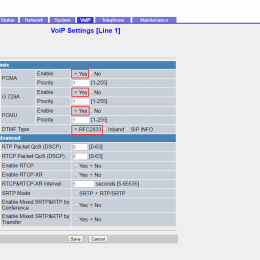 Status Network System VoIP Telephone Maintenance
VoIP Settings [Line 1]
Basic
PCMA Enable Yes No
Priority 1 [1-255]
G.729A Enable Yes No
Priority 1 [1-255]
PCMU Enable Yes No
Priority 1 [1-255]
DTMF Type RFC2833 Inband SIP INFO
Advanced
RTP Packet QoS (DSCP) 0 [0-63]
RTCP Packet QoS (DSCP) 0 [0-63]
Enable RTCP Yes No
Enable RTCP-XR Yes No
RTCP&RTCP-XR Interval 5 seconds [5-65535]
SRTP Mode SRTP RTP/SRTP
Enable Mixed SRTP&RTP by Conference Yes No
Enable Mixed SRTP&RTP by Transfer Yes No
Save Cancel